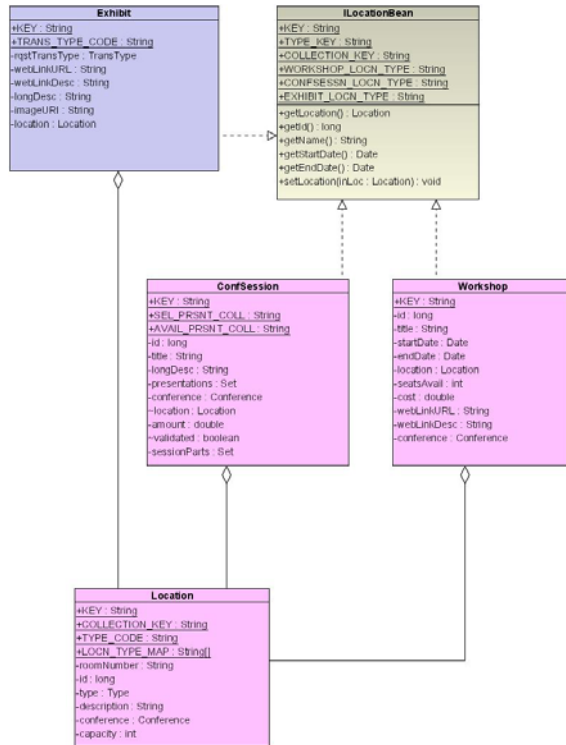 Exhibit
+KEY : String
+TRANS_TYPE_CODE : String
-rqstTransType : TransType
-webLinkURL : String
-webLinkDesc : String
-longDesc : String
-imageURI : String
-location : Location
ILocationBean
+KEY : String
+TYPE_KEY : String
+COLLECTION_KEY : String
+WORKSHOP_LOCN_TYPE : String
+CONFSESSN_LOCN_TYPE : String
+EXHIBIT_LOCN_TYPE : String
+getLocation() : Location
+getId() : long
+getName() : String
+getStartDate() : Date
+getEndDate() : Date
+setLocation(inLoc : Location) : void
ConfSession
+KEY : String
+SEL_PRSNT_COLL : String
+AVAIL_PRSNT_COLL : String
-id : long
-title : String
-longDesc : String
-presentations : Set
-conference : Conference
~location : Location
-amount : double
~validated : boolean
-sessionParts : Set
Workshop
+KEY : String
-id : long
-title : String
-startDate : Date
-endDate : Date
-location : Location
-seatsAvail : int
-cost : double
-webLinkURL : String
-webLinkDesc : String
-conference : Conference
Location
+KEY : String
+COLLECTION_KEY : String
+TYPE_CODE : String
+LOCN_TYPE_MAP : String[]
-roomNumber : String
-id : long
-type : Type
-description : String
-conference : Conference
-capacity : int